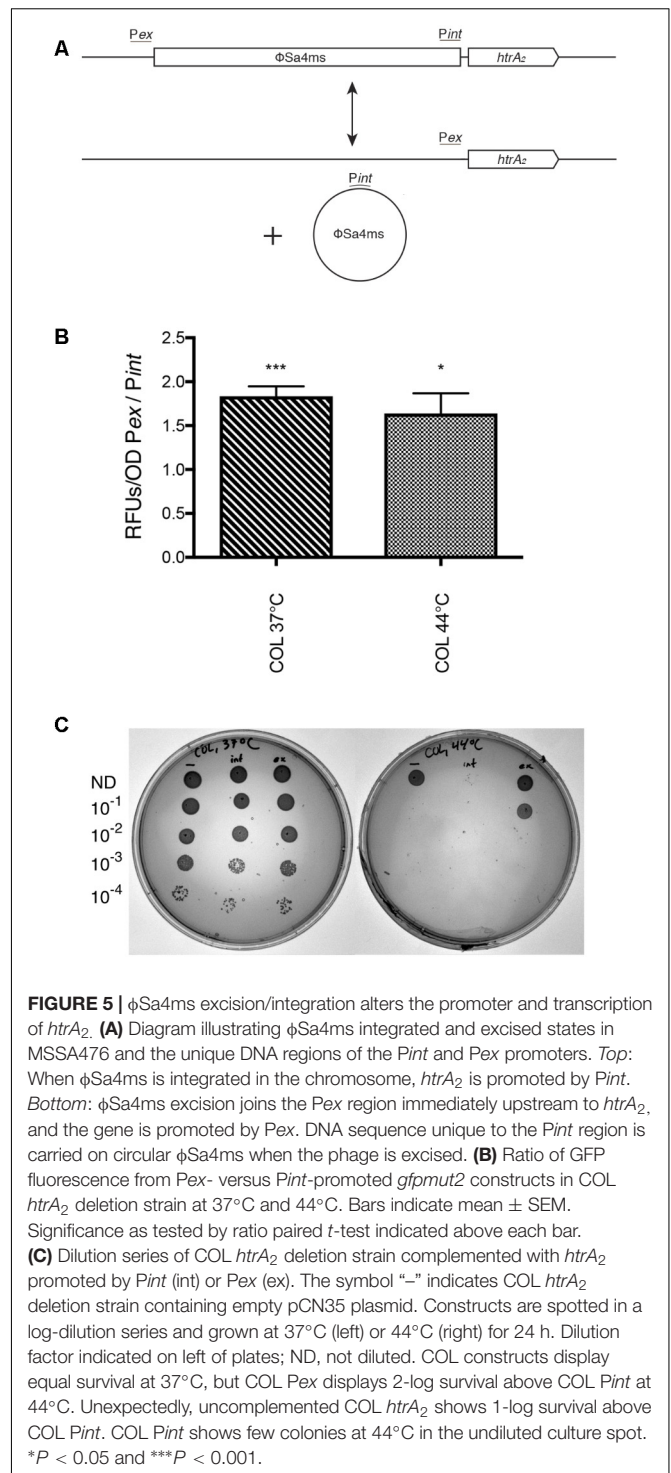 A
Pex Pint
ΦSa4ms htrA₂
Pex
htrA₂
Pint
+ ΦSa4ms
B
RFUs/OD Pex / Pint
2.5
2.0
1.5
1.0
0.5
0.0
*** *
COL 37°C
COL 44°C
C
COL, 37°C
– int ex
COL, 44°C
– int ex
ND
10⁻¹
10⁻²
10⁻³
10⁻⁴
FIGURE 5 | ϕSa4ms excision/integration alters the promoter and transcription
of htrA₂. (A) Diagram illustrating ϕSa4ms integrated and excised states in
MSSA476 and the unique DNA regions of the Pint and Pex promoters. Top:
When ϕSa4ms is integrated in the chromosome, htrA₂ is promoted by Pint.
Bottom: ϕSa4ms excision joins the Pex region immediately upstream to htrA₂,
and the gene is promoted by Pex. DNA sequence unique to the Pint region is
carried on circular ϕSa4ms when the phage is excised. (B) Ratio of GFP
fluorescence from Pex- versus Pint-promoted gfpmut2 constructs in COL
htrA₂ deletion strain at 37°C and 44°C. Bars indicate mean ± SEM.
Significance as tested by ratio paired t-test indicated above each bar.
(C) Dilution series of COL htrA₂ deletion strain complemented with htrA₂
promoted by Pint (int) or Pex (ex). The symbol “–” indicates COL htrA₂
deletion strain containing empty pCN35 plasmid. Constructs are spotted in a
log-dilution series and grown at 37°C (left) or 44°C (right) for 24 h. Dilution
factor indicated on left of plates; ND, not diluted. COL constructs display
equal survival at 37°C, but COL Pex displays 2-log survival above COL Pint at
44°C. Unexpectedly, uncomplemented COL htrA₂ shows 1-log survival above
COL Pint. COL Pint shows few colonies at 44°C in the undiluted culture spot.
*P < 0.05 and ***P < 0.001.